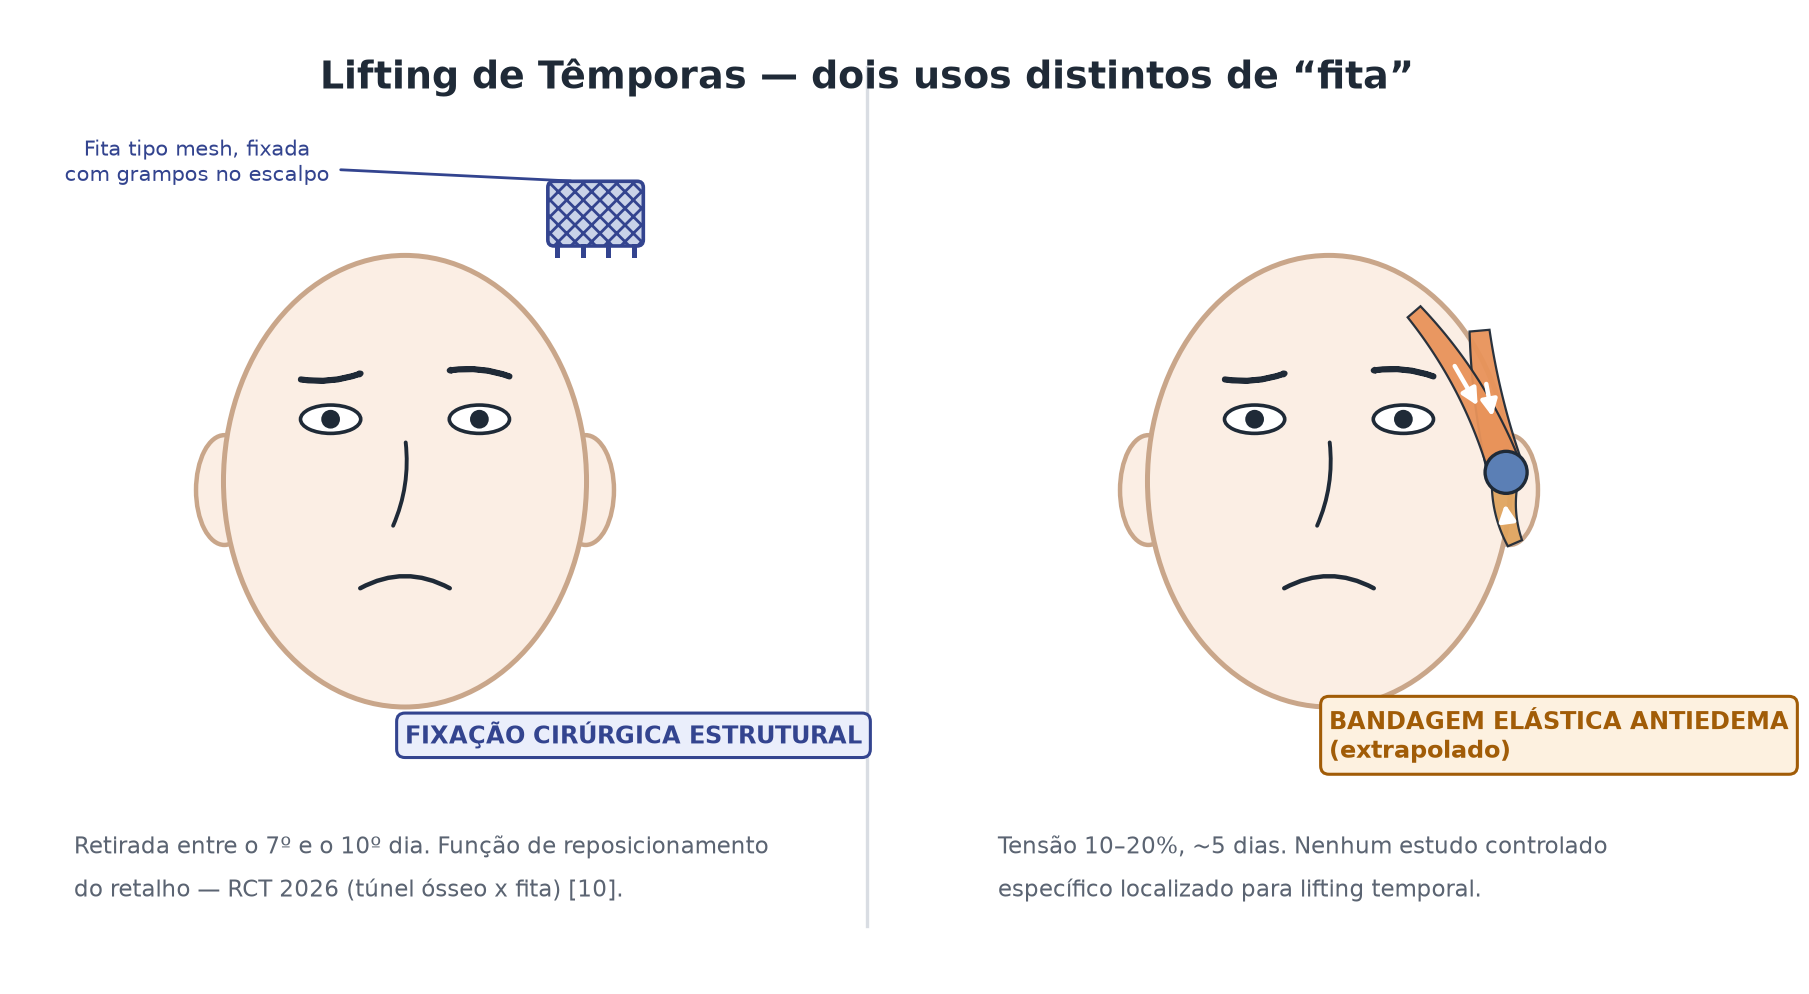 Lifting de Têmporas — dois usos distintos de “fita”
Fita tipo mesh, fixada
com grampos no escalpo
FIXAÇÃO CIRÚRGICA ESTRUTURAL
Retirada entre o 7º e o 10º dia. Função de reposicionamento
do retalho — RCT 2026 (túnel ósseo x fita) [10].
BANDAGEM ELÁSTICA ANTIEDEMA
(extrapolado)
Tensão 10–20%, ~5 dias. Nenhum estudo controlado
específico localizado para lifting temporal.